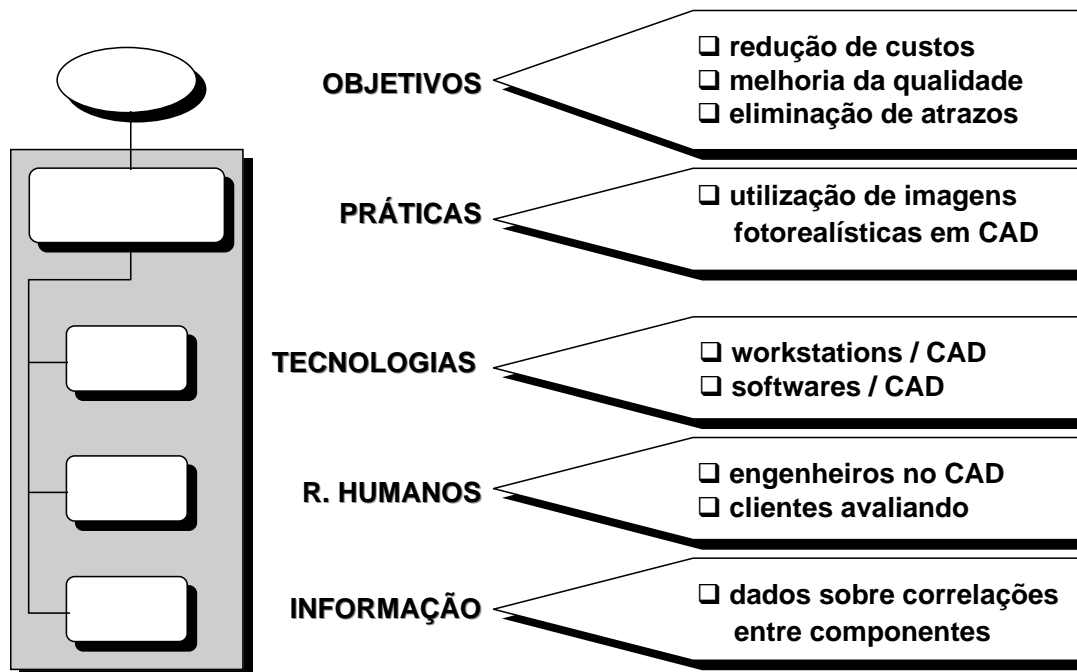 OBJETIVOS
❑ redução de custos
❑ melhoria da qualidade
❑ eliminação de atrazos
PRÁTICAS
❑ utilização de imagens
fotorealísticas em CAD
TECNOLOGIAS
❑ workstations / CAD
❑ softwares / CAD
R. HUMANOS
❑ engenheiros no CAD
❑ clientes avaliando
INFORMAÇÃO
❑ dados sobre correlações
entre componentes